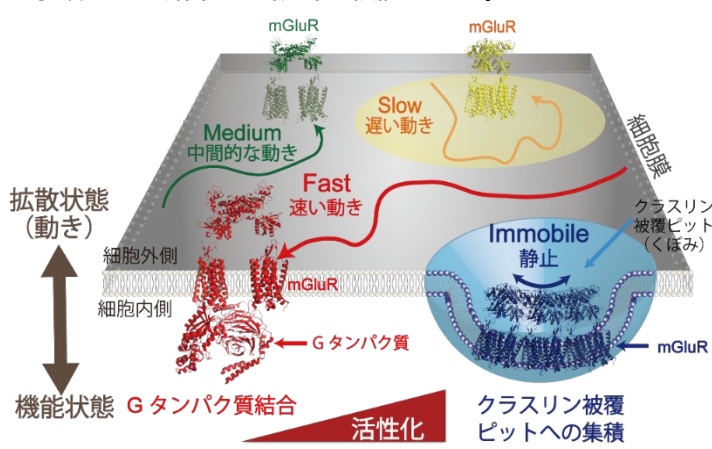 mGluR
mGluR
Slow
遅い動き
Medium
中間的な動き
細胞膜
Fast
速い動き
拡散状態
（動き）
クラスリン
被覆ピット
（くぼみ）
Immobile
静止
細胞外側
mGluR
細胞内側
G タンパク質
mGluR
機能状態
G タンパク質結合
活性化
クラスリン被覆
ピットへの集積